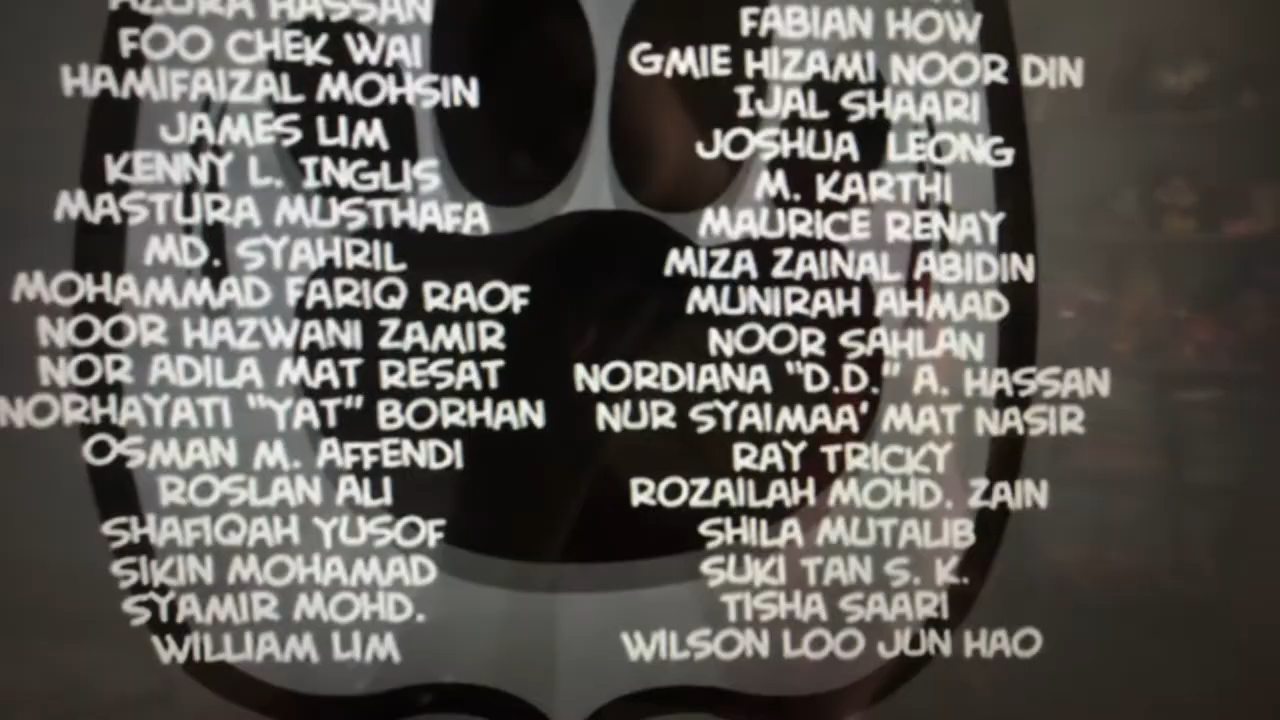 AZURA HASSAN
FOO CHEK WAI
HAMIFAIZAL MOHSIN
JAMES LIM
KENNY L. INGLIS
MASTURA MUSTHAFA
MD. SYAHRIL
MOHAMMAD FARIQ RAOF
NOOR HAZWANI ZAMIR
NOR ADILA MAT RESAT
NORHAYATI "YAT" BORHAN
OSMAN M. AFFENDI
ROSLAN ALI
SHAFIQAH YUSOF
SIKIN MOHAMAD
SYAMIR MOHD.
WILLIAM LIM
FABIAN HOW
GMIE HIZAMI NOOR DIN
IJAL SHAARI
JOSHUA LEONG
M. KARTHI
MAURICE RENAY
MIZA ZAINAL ABIDIN
MUNIRAH AHMAD
NOOR SAHLAN
NORDIANA "D.D." A. HASSAN
NUR SYAIMAA' MAT NASIR
RAY TRICKY
ROZAILAH MOHD. ZAIN
SHILA MUTALIB
SUKI TAN S. K.
TISHA SAARI
WILSON LOO JUN HAO